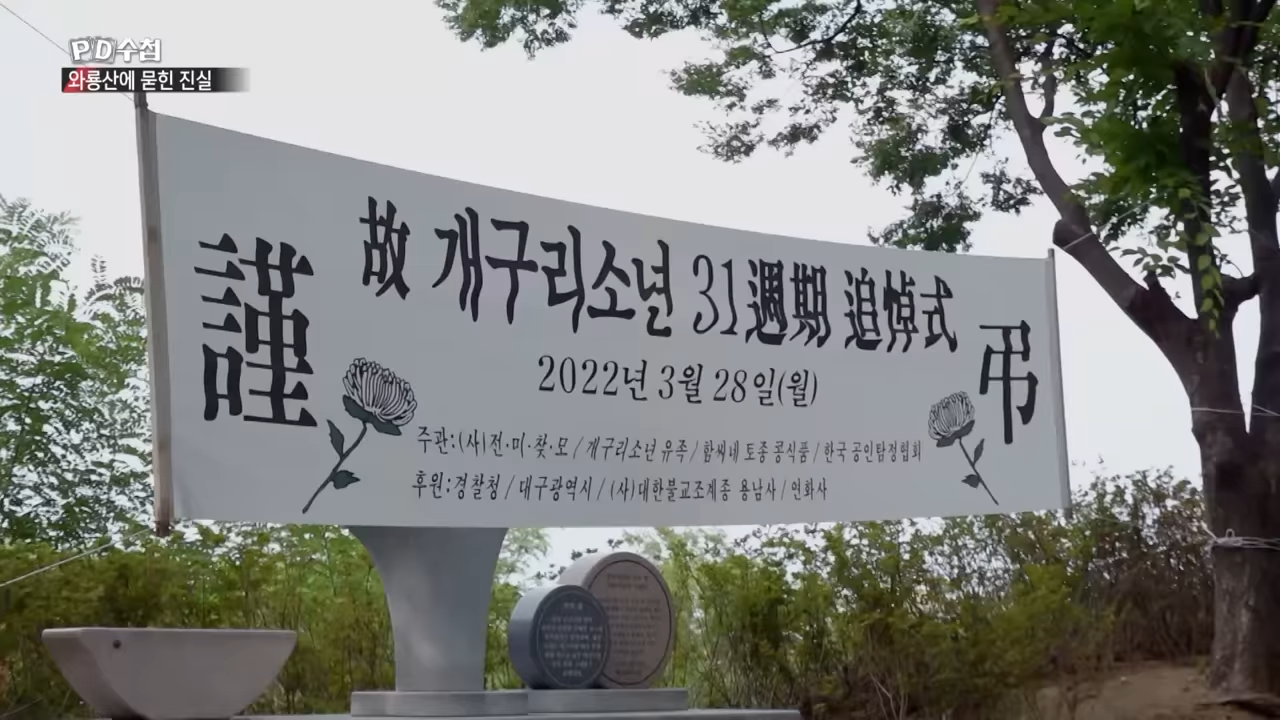 PD수첩
와룡산에 묻힌 진실
故 개구리소년 31週期 追悼式
謹 弔
2022년 3월 28일(월)
주관:(사)전·미·찾·모 / 개구리소년 유족 / 함씨네 토종 콩식품 / 한국 공인탐정협회
후원:경찰청 / 대구광역시 / (사)대한불교조계종 용남사 / 연화사